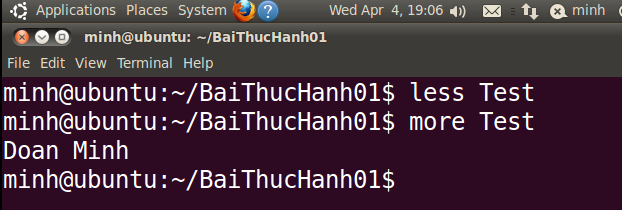 Applications Places System ? Wed Apr 4, 19:06 minh
minh@ubuntu: ~/BaiThucHanh01
File Edit View Terminal Help
minh@ubuntu:~/BaiThucHanh01$ less Test
minh@ubuntu:~/BaiThucHanh01$ more Test
Doan Minh
minh@ubuntu:~/BaiThucHanh01$